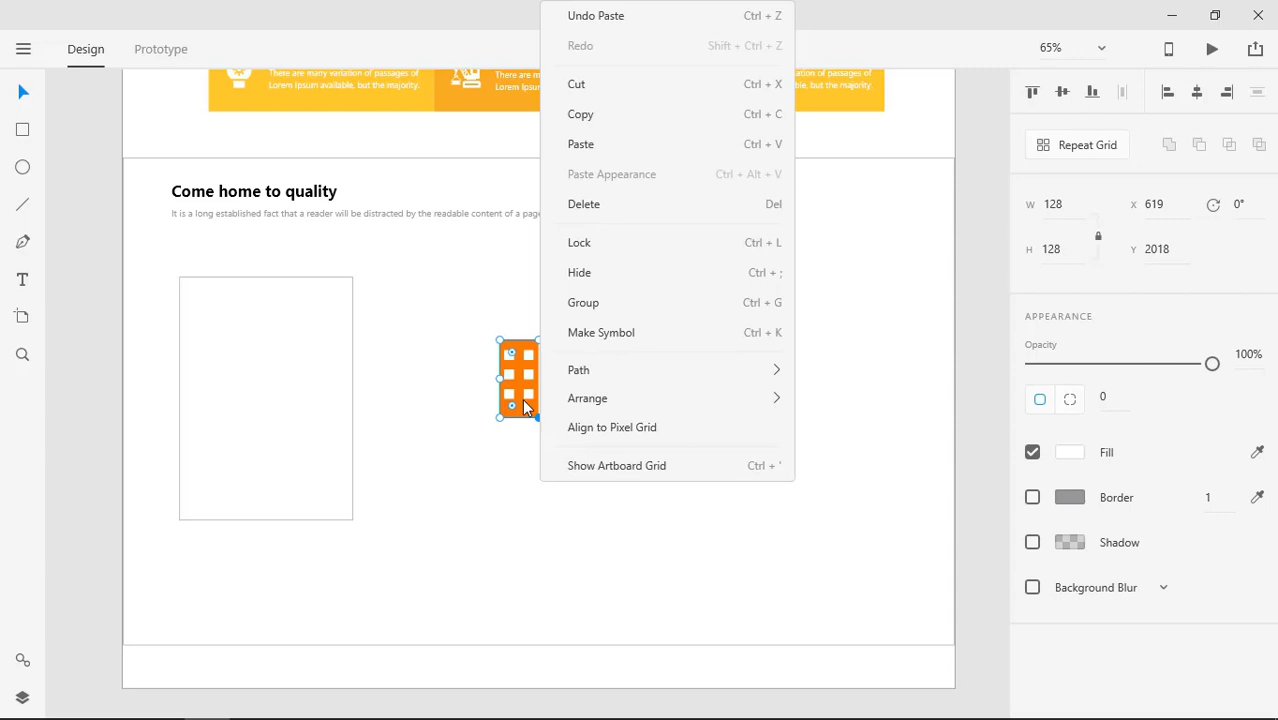 Undo Paste Ctrl + Z
Redo Shift + Ctrl + Z
Cut Ctrl + X
Copy Ctrl + C
Paste Ctrl + V
Paste Appearance Ctrl + Alt + V
Delete Del
Lock Ctrl + L
Hide Ctrl + ;
Group Ctrl + G
Make Symbol Ctrl + K
Path
Arrange
Align to Pixel Grid
Show Artboard Grid Ctrl + '
Design Prototype
65%
There are many variation of passages of
Lorem Ipsum available, but the majority.
There are ma
Lorem Ipsu
variation of passages of
available, but the majority.
Come home to quality
It is a long established fact that a reader will be distracted by the readable content of a page
Repeat Grid
W 128 X 619 0°
H 128 Y 2018
APPEARANCE
Opacity
100%
0
Fill
Border 1
Shadow
Background Blur